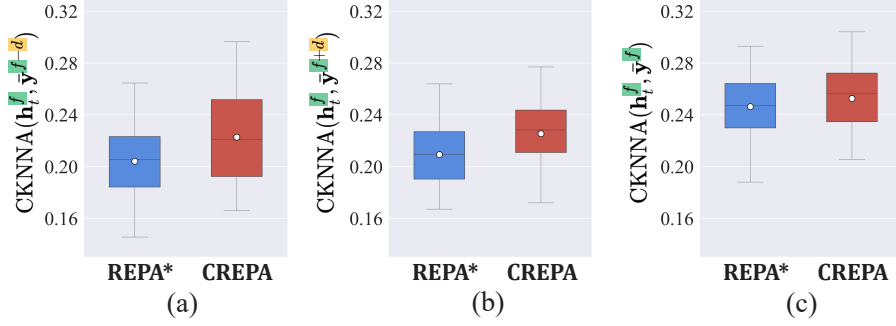 CKNNA(h_t^f, ȳ^{f-d})
0.32
0.28
0.24
0.20
0.16
REPA* CREPA
(a)
CKNNA(h_t^f, ȳ^{f+d})
0.32
0.28
0.24
0.20
0.16
REPA* CREPA
(b)
CKNNA(h_t^f, ȳ^f)
0.32
0.28
0.24
0.20
0.16
REPA* CREPA
(c)